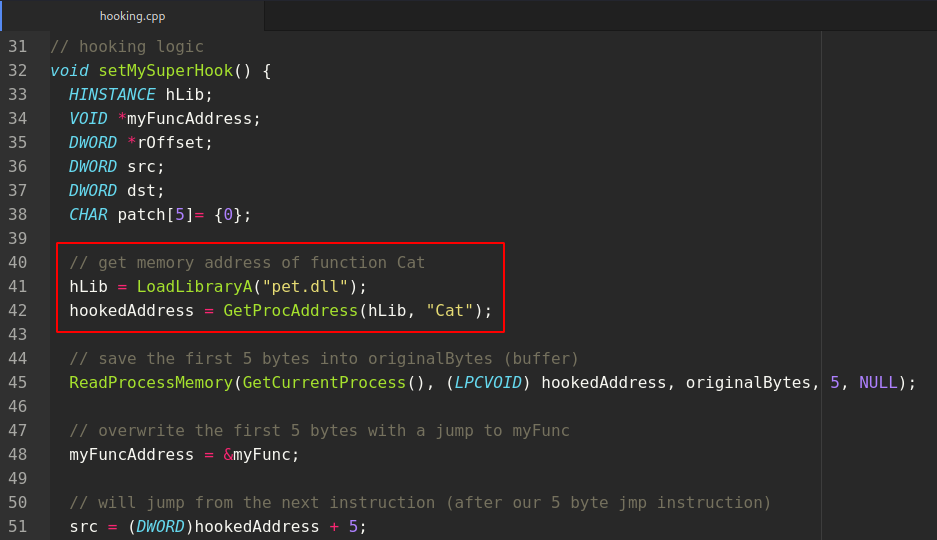 hooking.cpp
31 // hooking logic
32 void setMySuperHook() {
33   HINSTANCE hLib;
34   VOID *myFuncAddress;
35   DWORD *rOffset;
36   DWORD src;
37   DWORD dst;
38   CHAR patch[5]= {0};
39
40   // get memory address of function Cat
41   hLib = LoadLibraryA("pet.dll");
42   hookedAddress = GetProcAddress(hLib, "Cat");
43
44   // save the first 5 bytes into originalBytes (buffer)
45   ReadProcessMemory(GetCurrentProcess(), (LPCVOID) hookedAddress, originalBytes, 5, NULL);
46
47   // overwrite the first 5 bytes with a jump to myFunc
48   myFuncAddress = &myFunc;
49
50   // will jump from the next instruction (after our 5 byte jmp instruction)
51   src = (DWORD)hookedAddress + 5;